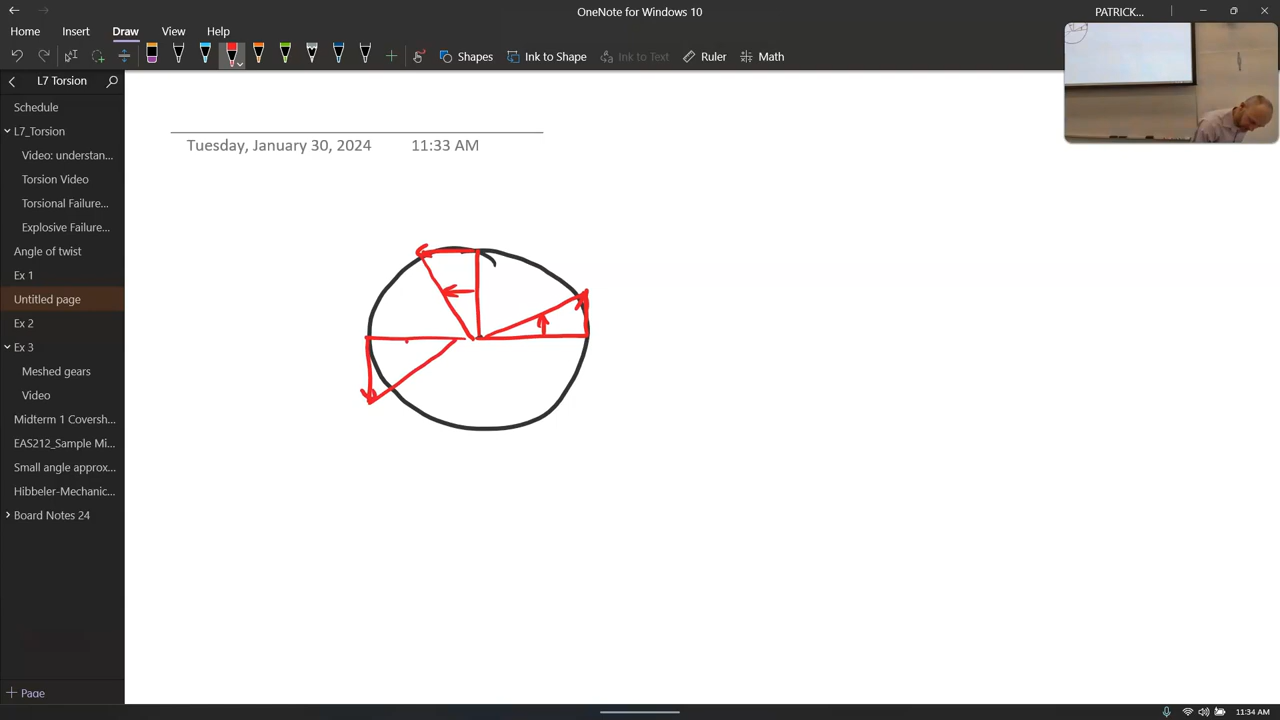 OneNote for Windows 10
PATRICK...
Home Insert Draw View Help
Shapes Ink to Shape Ink to Text Ruler Math
L7 Torsion
Schedule
L7_Torsion
Video: understan...
Torsion Video
Torsional Failure...
Explosive Failure...
Angole of twist
Ex 1
Untitled page
Ex 2
Ex 3
Meshed gears
Video
Midterm 1 Coversh...
EAS212_Sample Mi...
Small angle approx...
Hibbeler-Mechanic...
Board Notes 24
Page
Tuesday, January 30, 2024 11:33 AM
11:34 AM